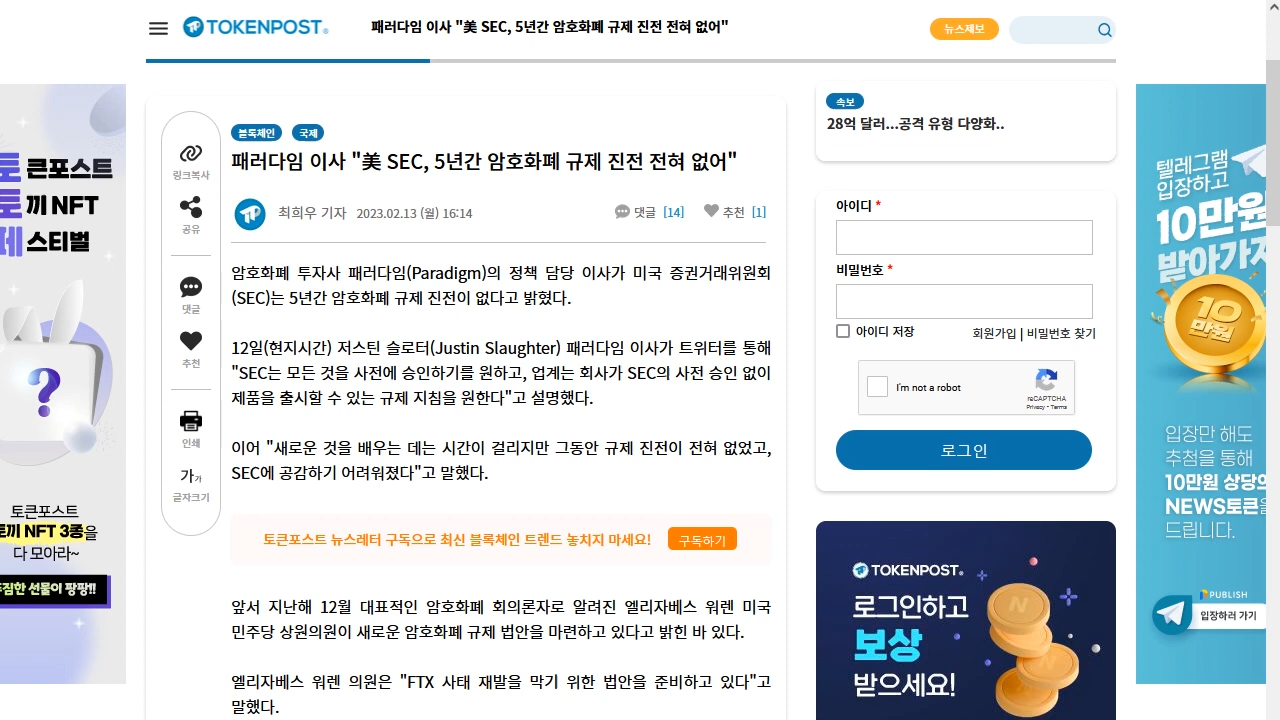 TOKENPOST
패러다임 이사 "美 SEC, 5년간 암호화폐 규제 진전 전혀 없어"
뉴스제보
큰포스트
끼 NFT
스티벌
토큰포스트
토끼 NFT 3종을
다 모아라~
푸짐한 선물이 팡팡!!
링크복사
공유
댓글
추천
인쇄
가가
글자크기
블록체인 국제
패러다임 이사 "美 SEC, 5년간 암호화폐 규제 진전 전혀 없어"
최희우 기자 2023.02.13 (월) 16:14
댓글 [14] 추천 [1]
암호화폐 투자사 패러다임(Paradigm)의 정책 담당 이사가 미국 증권거래위원회
(SEC)는 5년간 암호화폐 규제 진전이 없다고 밝혔다.
12일(현지시간) 저스틴 슬로터(Justin Slaughter) 패러다임 이사가 트위터를 통해
"SEC는 모든 것을 사전에 승인하기를 원하고, 업계는 회사가 SEC의 사전 승인 없이
제품을 출시할 수 있는 규제 지침을 원한다"고 설명했다.
이어 "새로운 것을 배우는 데는 시간이 걸리지만 그동안 규제 진전이 전혀 없었고,
SEC에 공감하기 어려워졌다"고 말했다.
토큰포스트 뉴스레터 구독으로 최신 블록체인 트렌드 놓치지 마세요! 구독하기
앞서 지난해 12월 대표적인 암호화폐 회의론자로 알려진 엘리자베스 워렌 미국
민주당 상원의원이 새로운 암호화폐 규제 법안을 마련하고 있다고 밝힌 바 있다.
엘리자베스 워렌 의원은 "FTX 사태 재발을 막기 위한 법안을 준비하고 있다"고
말했다.
속보
28억 달러...공격 유형 다양화..
아이디 *
비밀번호 *
아이디 저장
회원가입 | 비밀번호 찾기
I'm not a robot
reCAPTCHA
Privacy - Terms
로그인
TOKENPOST
로그인하고
보상
받으세요!
텔레그램
입장하고
10만원
받아가자
10
만원
입장만 해도
추첨을 통해
10만원 상당의
NEWS토큰을
드립니다.
PUBLISH
입장하러 가기